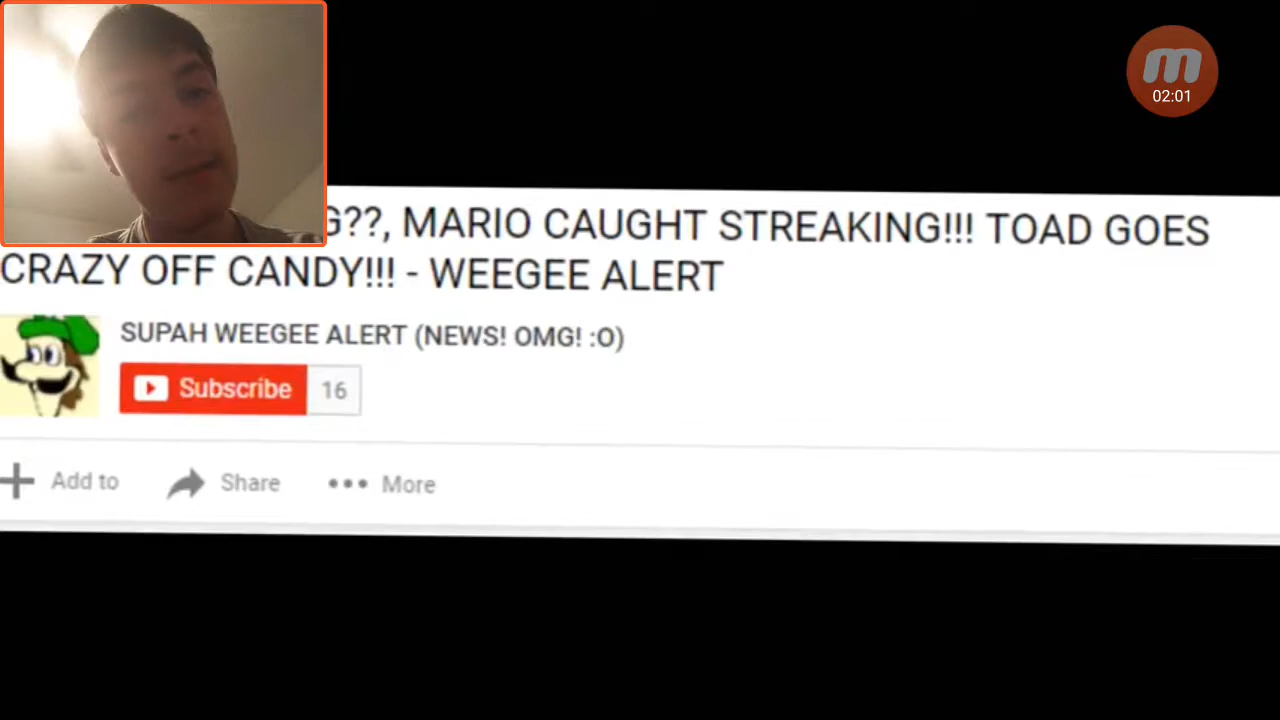 02:01
G??, MARIO CAUGHT STREAKING!!! TOAD GOES
CRAZY OFF CANDY!!! - WEEGEE ALERT
SUPAH WEEGEE ALERT (NEWS! OMG! :O)
Subscribe 16
Add to Share More